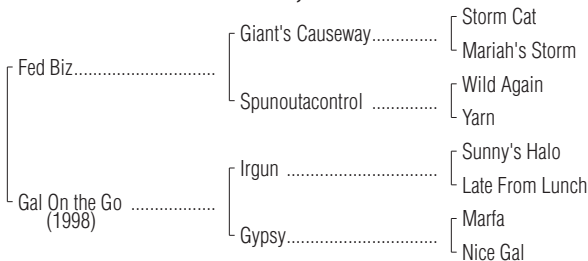 Storm Cat
Giant's Causeway..............
Mariah's Storm
Fed Biz..............................
Wild Again
Spunoutacontrol ..............
Yarn
Sunny's Halo
Irgun ................................
Late From Lunch
Gal On the Go ..................
(1998)
Marfa
Gypsy................................
Nice Gal